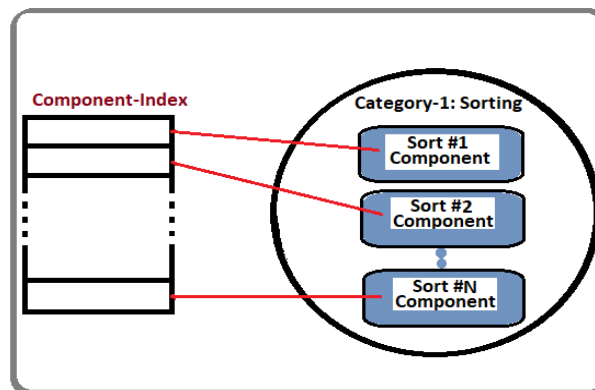 Component-Index
Category-1: Sorting
Sort #1
Component
Sort #2
Component
Sort #N
Component